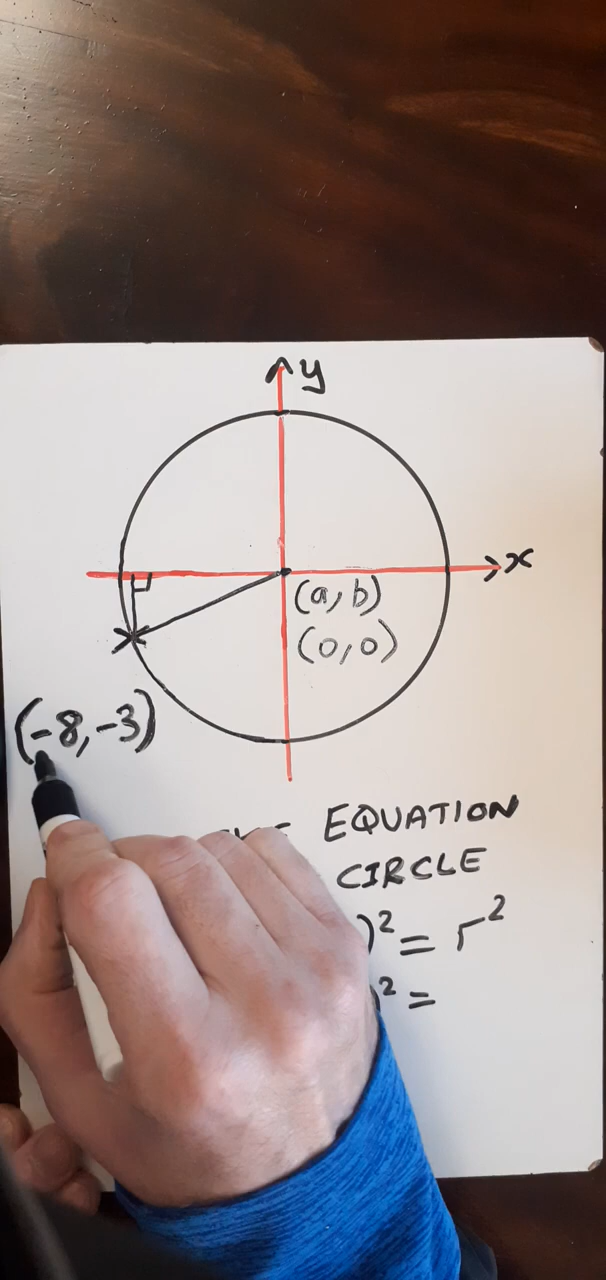 y
x
(a, b)
(0, 0)
(-8, -3)
EQUATION
CIRCLE
)² = r²
)² =